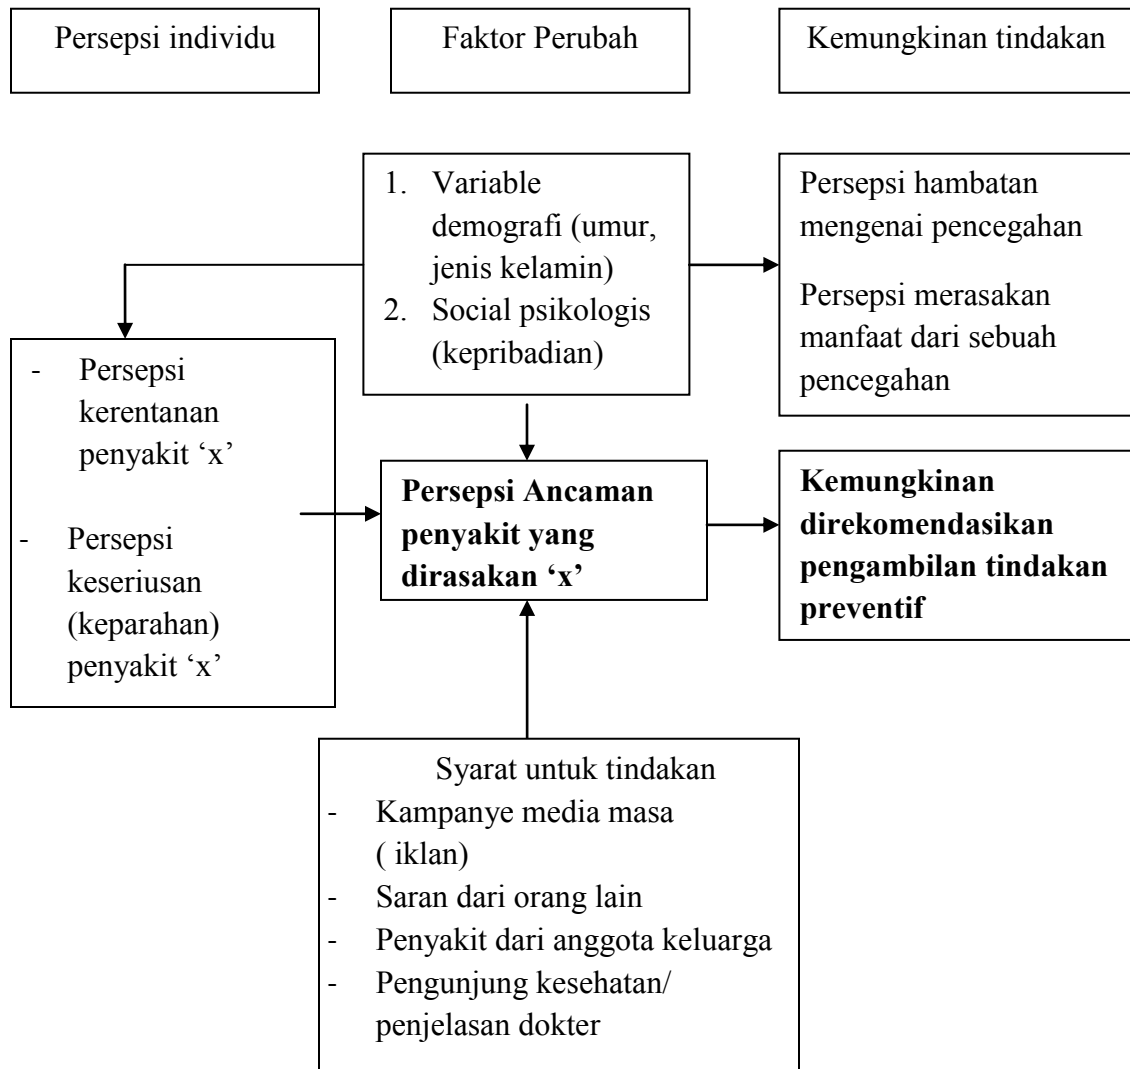 Persepsi individu
Faktor Perubah
Kemungkinan tindakan
1. Variable
demografi (umur,
jenis kelamin)
2. Social psikologis
(kepribadian)
Persepsi hambatan
mengenai pencegahan
Persepsi merasakan
manfaat dari sebuah
pencegahan
- Persepsi
kerentanan
penyakit ‘x’
- Persepsi
keseriusan
(keparahan)
penyakit ‘x’
Persepsi Ancaman
penyakit yang
dirasakan ‘x’
Kemungkinan
direkomendasikan
pengambilan tindakan
preventif
Syarat untuk tindakan
- Kampanye media masa
( iklan)
- Saran dari orang lain
- Penyakit dari anggota keluarga
- Pengunjung kesehatan/
penjelasan dokter